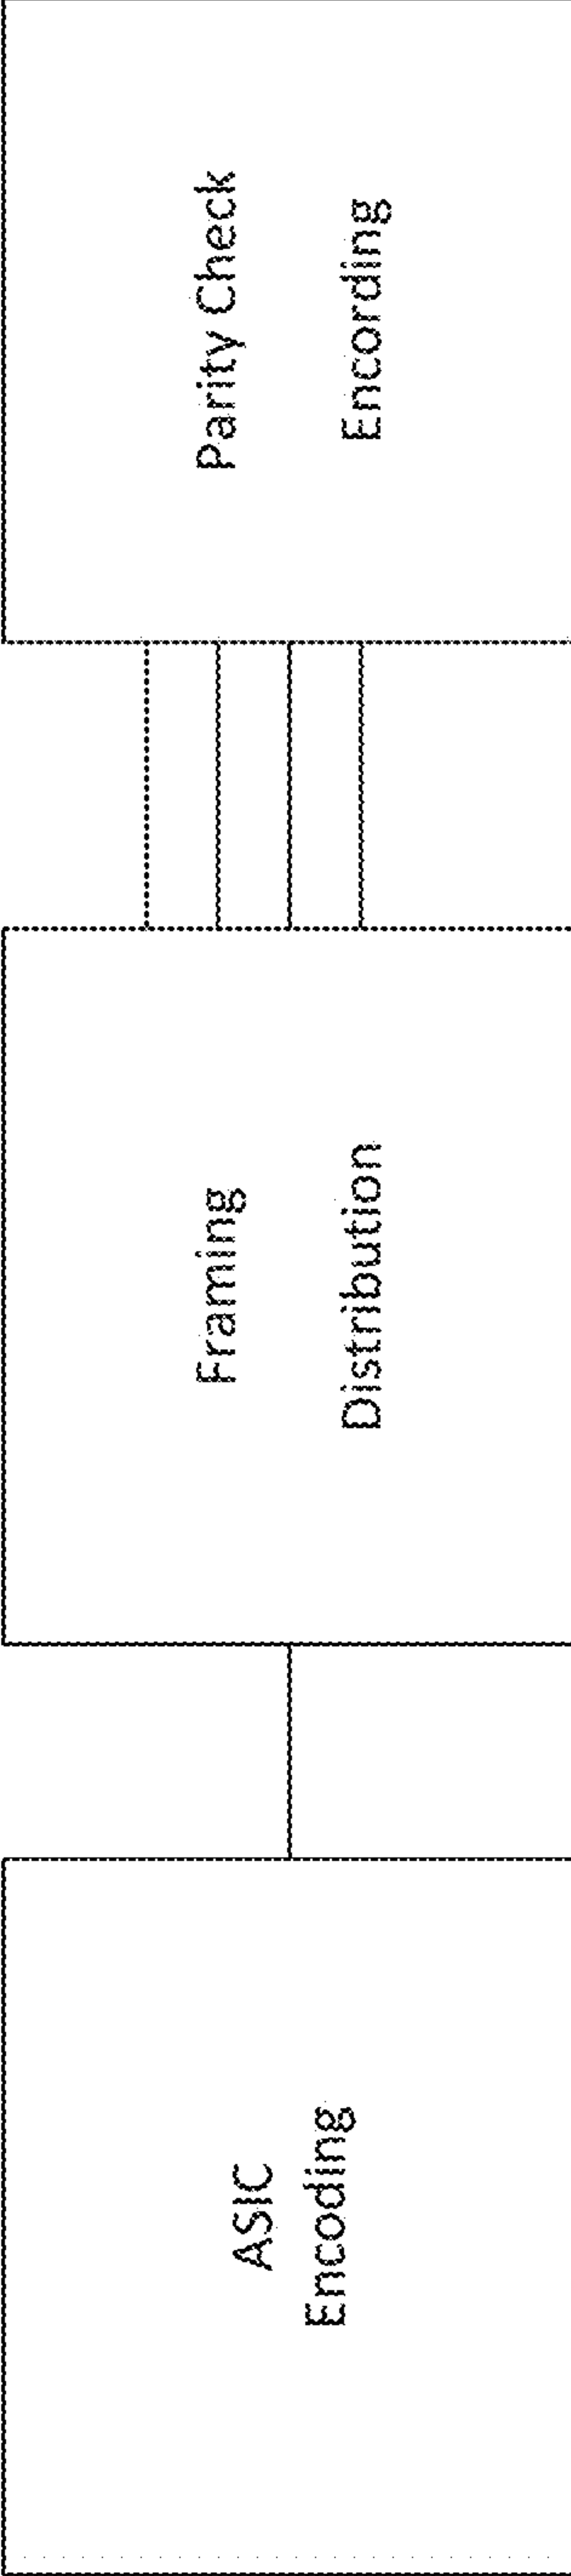 ASIC
Encoding
Framing
Distribution
Parity Check
Encording